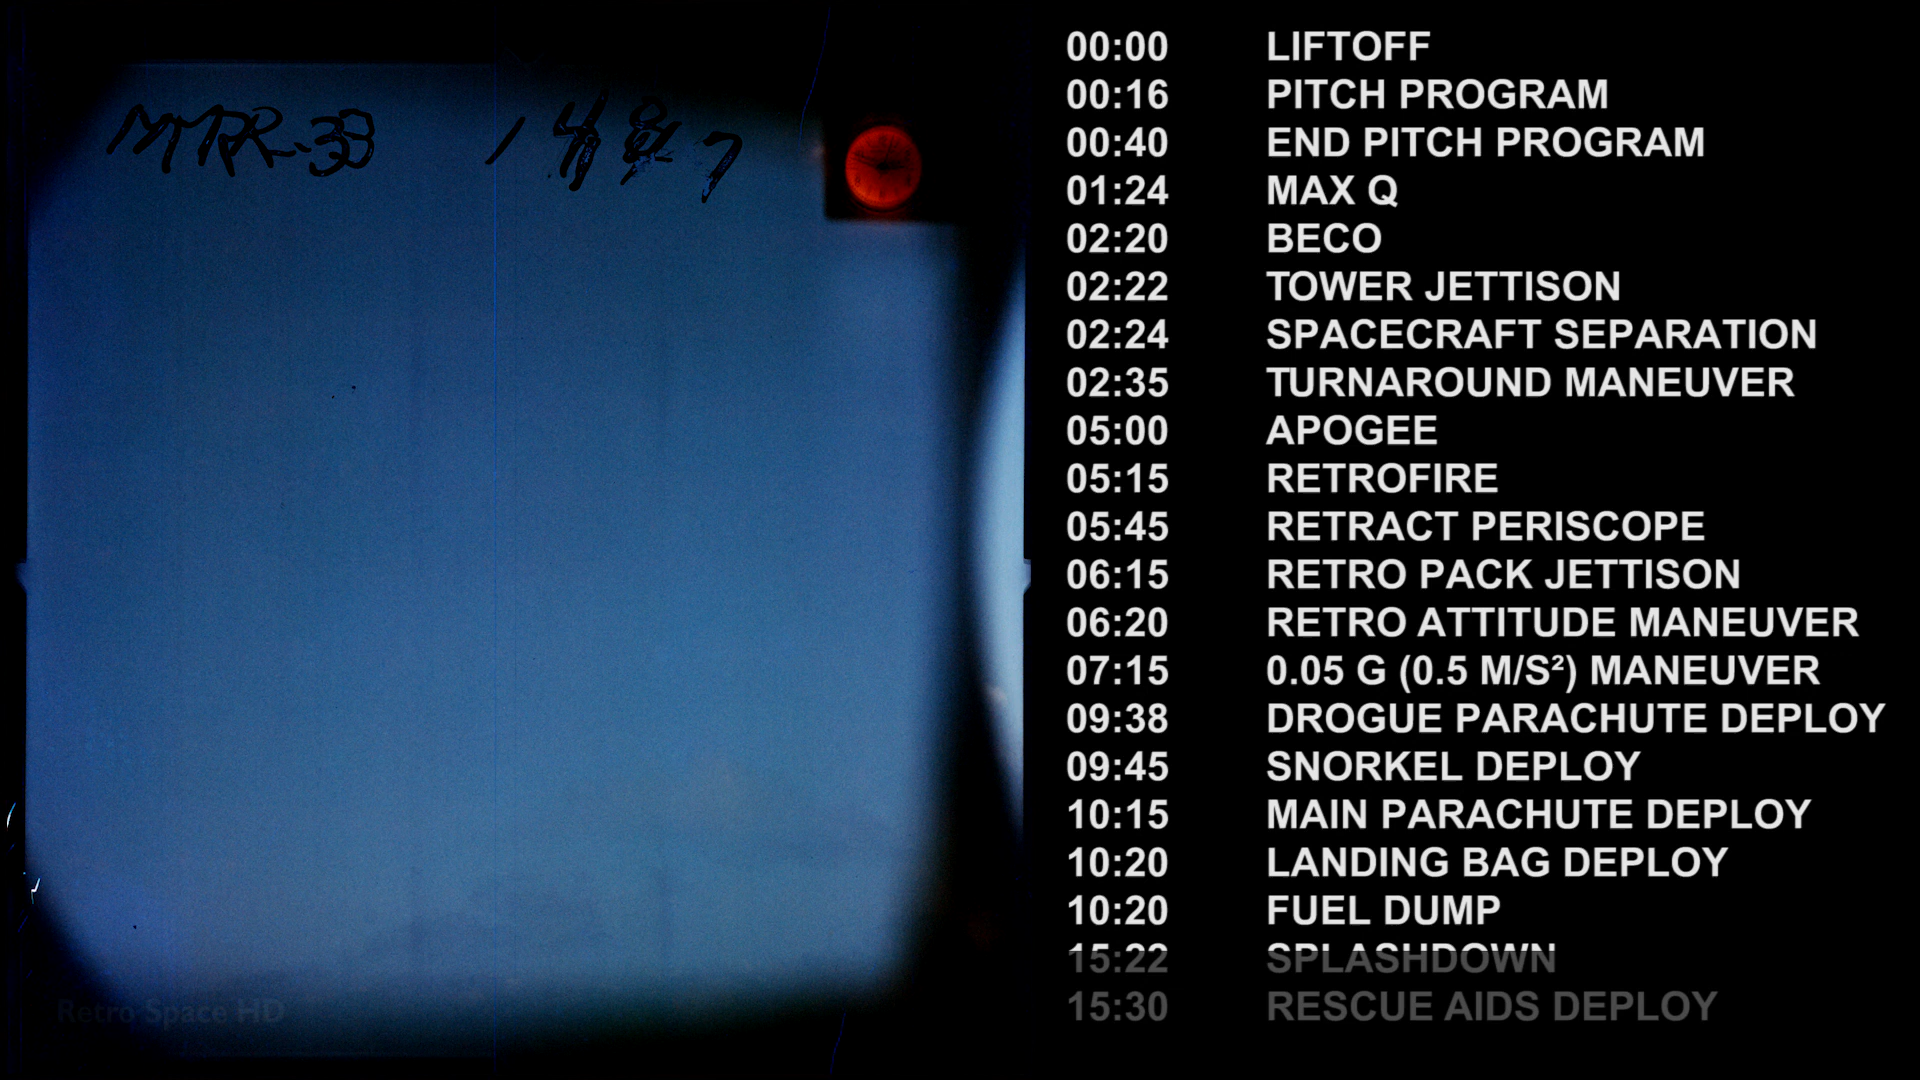 MR-3 1487
00:00 LIFTOFF
00:16 PITCH PROGRAM
00:40 END PITCH PROGRAM
01:24 MAX Q
02:20 BECO
02:22 TOWER JETTISON
02:24 SPACECRAFT SEPARATION
02:35 TURNAROUND MANEUVER
05:00 APOGEE
05:15 RETROFIRE
05:45 RETRACT PERISCOPE
06:15 RETRO PACK JETTISON
06:20 RETRO ATTITUDE MANEUVER
07:15 0.05 G (0.5 M/S²) MANEUVER
09:38 DROGUE PARACHUTE DEPLOY
09:45 SNORKEL DEPLOY
10:15 MAIN PARACHUTE DEPLOY
10:20 LANDING BAG DEPLOY
10:20 FUEL DUMP
15:22 SPLASHDOWN
15:30 RESCUE AIDS DEPLOY
Retro Space HD